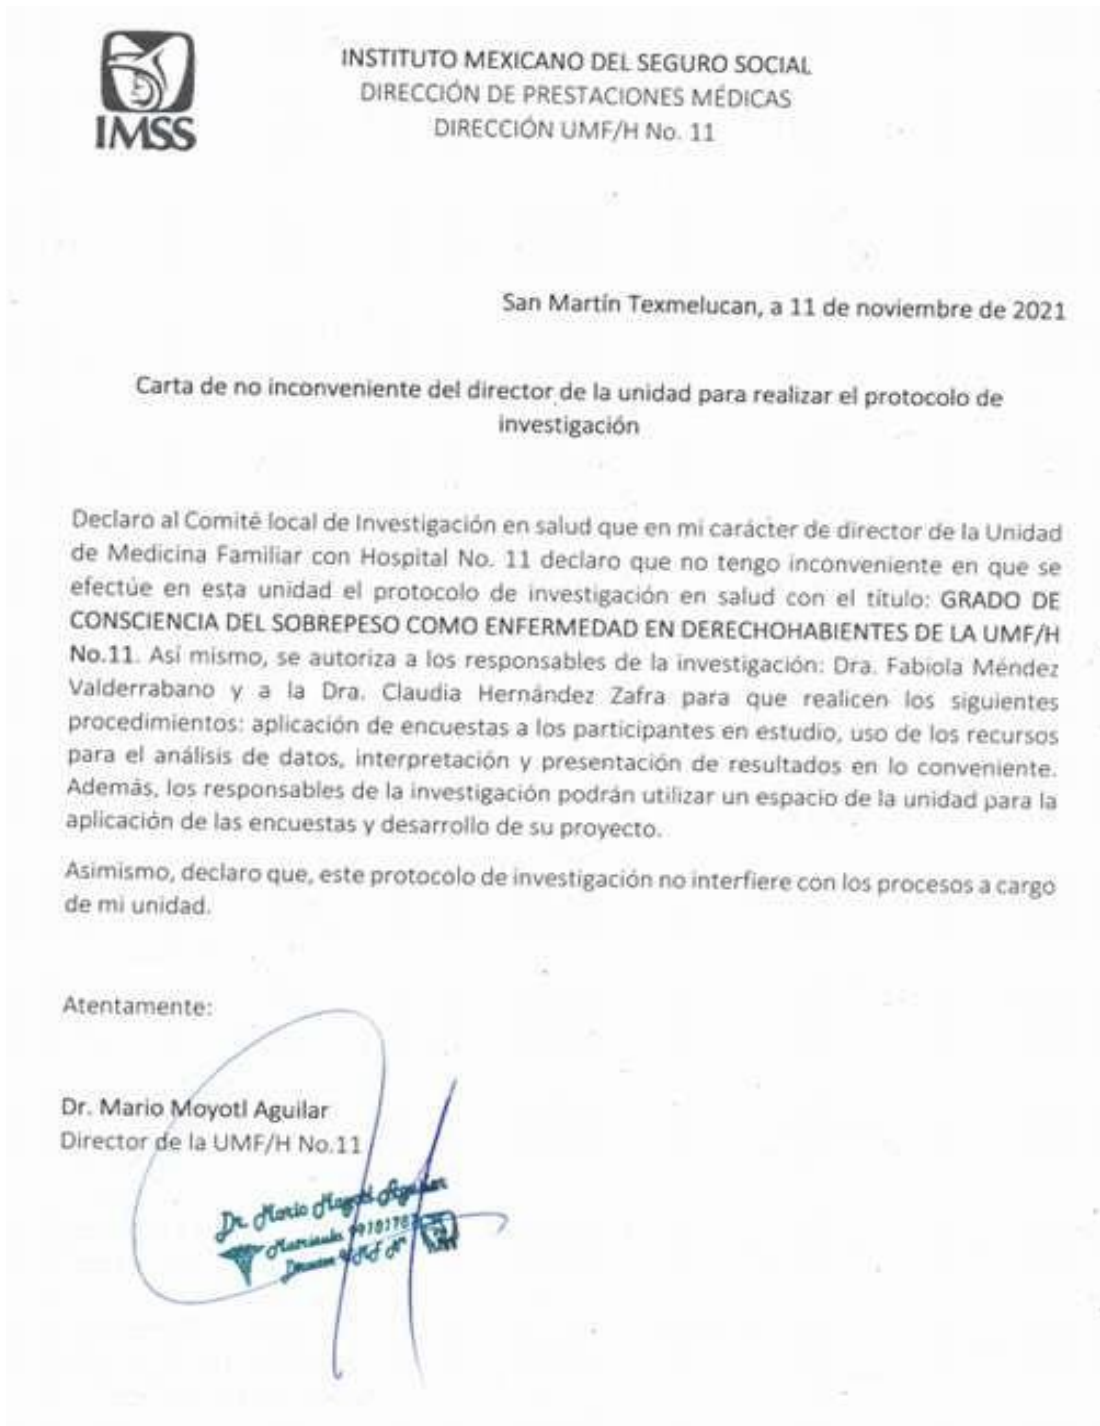 IMSS
INSTITUTO MEXICANO DEL SEGURO SOCIAL
DIRECCIÓN DE PRESTACIONES MÉDICAS
DIRECCIÓN UMF/H No. 11
San Martín Texmelucan, a 11 de noviembre de 2021
Carta de no inconveniente del director de la unidad para realizar el protocolo de
investigación
Declaro al Comité local de Investigación en salud que en mi carácter de director de la Unidad
de Medicina Familiar con Hospital No. 11 declaro que no tengo inconveniente en que se
efectúe en esta unidad el protocolo de investigación en salud con el título: GRADO DE
CONSCIENCIA DEL SOBREPESO COMO ENFERMEDAD EN DERECHOHABIENTES DE LA UMF/H
No.11. Así mismo, se autoriza a los responsables de la investigación: Dra. Fabiola Méndez
Valderrabano y a la Dra. Claudia Hernández Zafra para que realicen los siguientes
procedimientos: aplicación de encuestas a los participantes en estudio, uso de los recursos
para el análisis de datos, interpretación y presentación de resultados en lo conveniente.
Además, los responsables de la investigación podrán utilizar un espacio de la unidad para la
aplicación de las encuestas y desarrollo de su proyecto.
Asimismo, declaro que, este protocolo de investigación no interfiere con los procesos a cargo
de mi unidad.
Atentamente:
Dr. Mario Moyotl Aguilar
Director de la UMF/H No.11
Dr. Mario Moyotl Aguilar
Matricula
Director